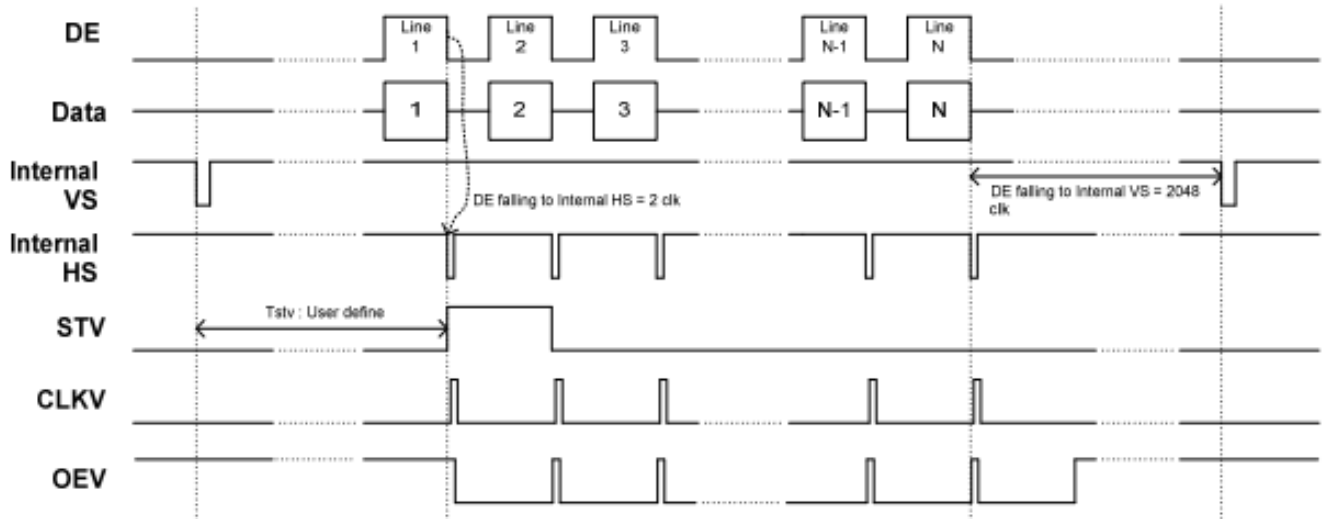 DE
Line
1
Line
2
Line
3
Line
N-1
Line
N
Data
1
2
3
N-1
N
Internal
VS
DE falling to Internal HS = 2 clk
DE falling to Internal VS = 2048
clk
Internal
HS
Tstv : User define
STV
CLKV
OEV